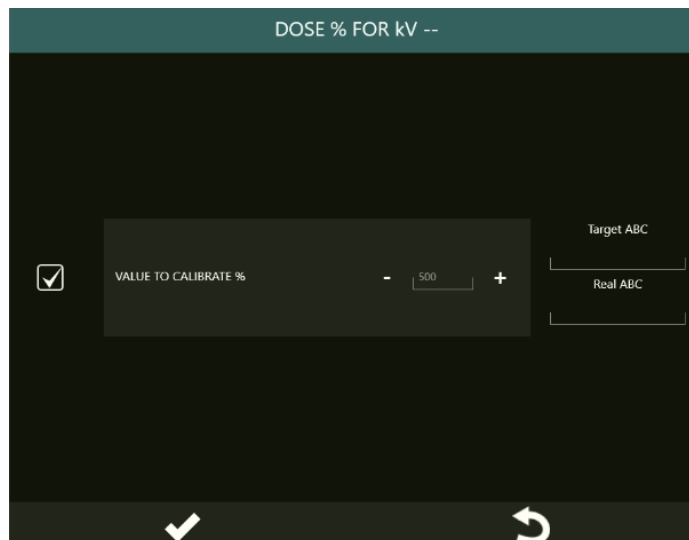 DOSE % FOR kV --
VALUE TO CALIBRATE %
- 500 +
Target ABC
Real ABC